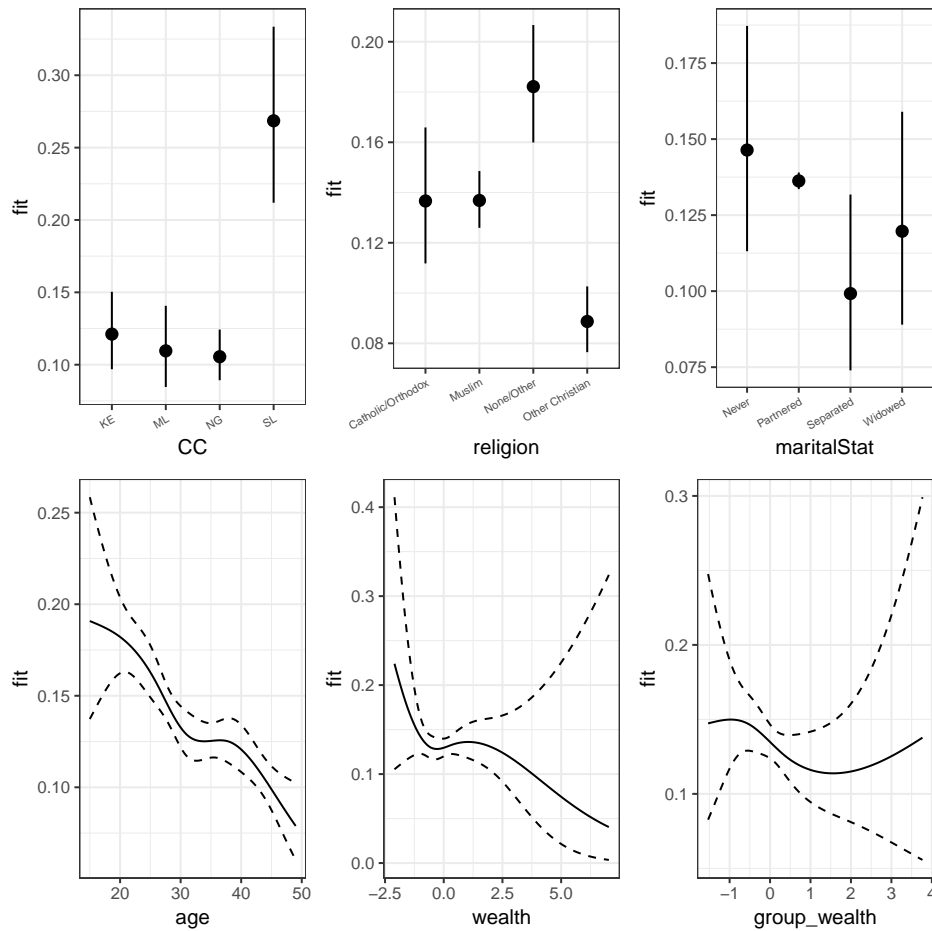 fit
0.30
0.25
0.20
0.15
0.10
KE
ML
NG
SL
CC
fit
0.20
0.16
0.12
0.08
Catholic/Orthodox
Muslim
None/Other
Other Christian
religion
fit
0.175
0.150
0.125
0.100
0.075
Never
Partnered
Separated
Widowed
maritalStat
fit
0.25
0.20
0.15
0.10
20
30
40
50
age
fit
0.4
0.3
0.2
0.1
0.0
−2.5
0.0
2.5
5.0
wealth
fit
0.3
0.2
0.1
−1
0
1
2
3
4
group_wealth